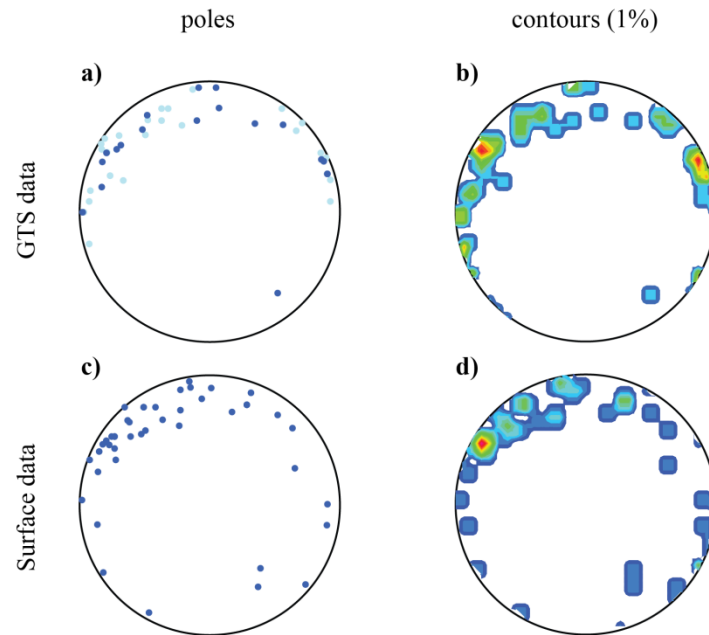 poles
contours (1%)
a)
b)
GTS data
c)
d)
Surface data